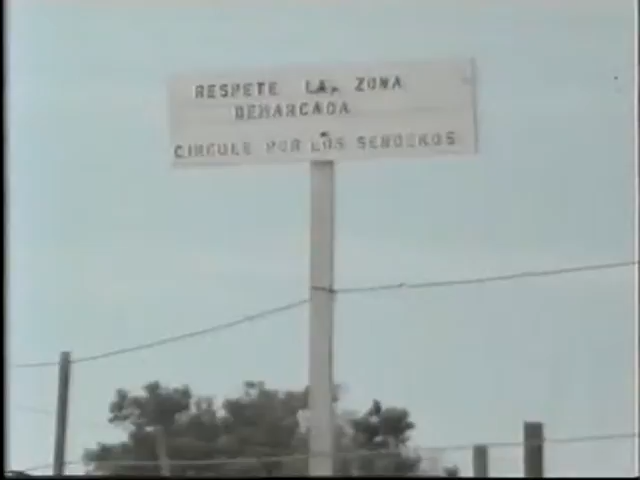 RESPETE LA ZONA
DEMARCADA
CIRCULE POR LOS SENDEROS